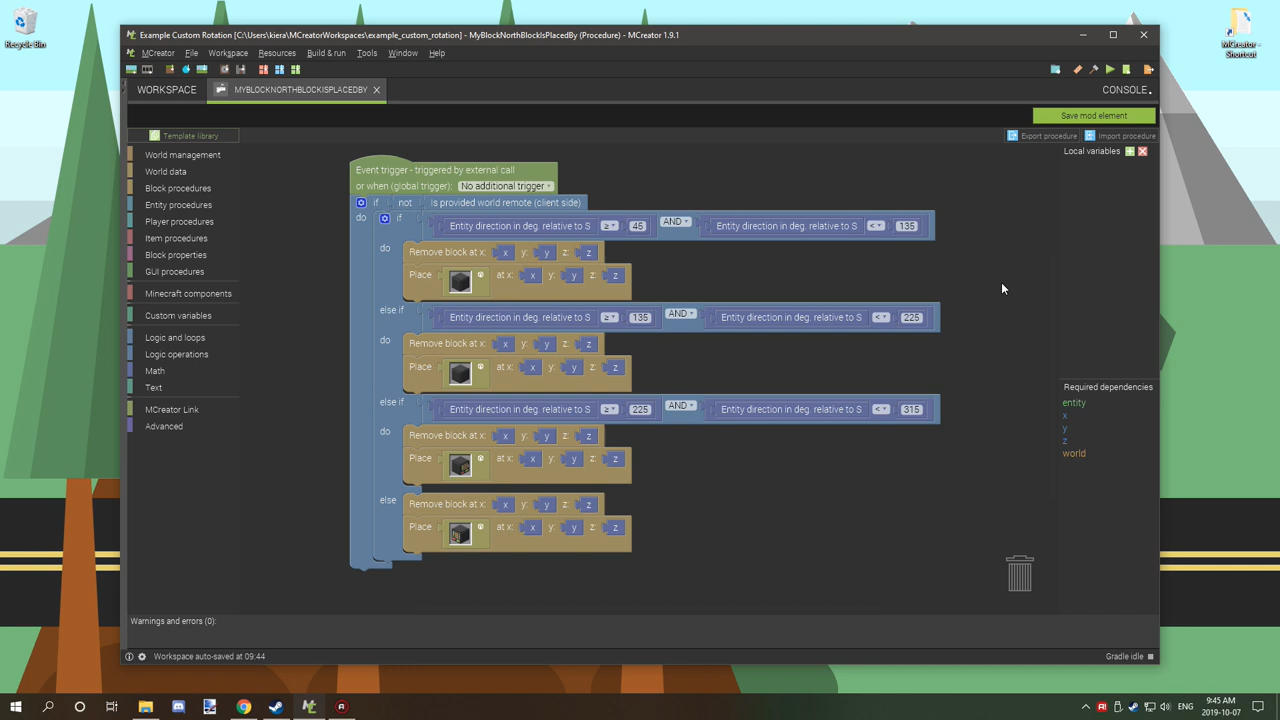 Recycle Bin
MCreator - Shortcut
Example Custom Rotation [C:\Users\kiera\MCreatorWorkspaces\example_custom_rotation] - MyBlockNorthBlockIsPlacedBy (Procedure) - MCreator 1.9.1
MCreator File Workspace Resources Build & run Tools Window Help
WORKSPACE MYBLOCKNORTHBLOCKISPLACEDBY CONSOLE
Save mod element
Template library Export procedure Import procedure
Local variables
World management
World data
Block procedures
Entity procedures
Player procedures
Item procedures
Block properties
GUI procedures
Minecraft components
Custom variables
Logic and loops
Logic operations
Math
Text
MCreator Link
Advanced
Event trigger - triggered by external call
or when (global trigger): No additional trigger
if not Is provided world remote (client side)
do if Entity direction in deg. relative to S ≥ 45 AND Entity direction in deg. relative to S < 135
do Remove block at x: x y: y z: z
Place at x: x y: y z: z
else if Entity direction in deg. relative to S ≥ 135 AND Entity direction in deg. relative to S < 225
do Remove block at x: x y: y z: z
Place at x: x y: y z: z
else if Entity direction in deg. relative to S ≥ 225 AND Entity direction in deg. relative to S < 315
do Remove block at x: x y: y z: z
Place at x: x y: y z: z
else Remove block at x: x y: y z: z
Place at x: x y: y z: z
Required dependencies
entity
x
y
z
world
Warnings and errors (0):
Workspace auto-saved at 09:44 Gradle idle
ENG
9:45 AM
2019-10-07